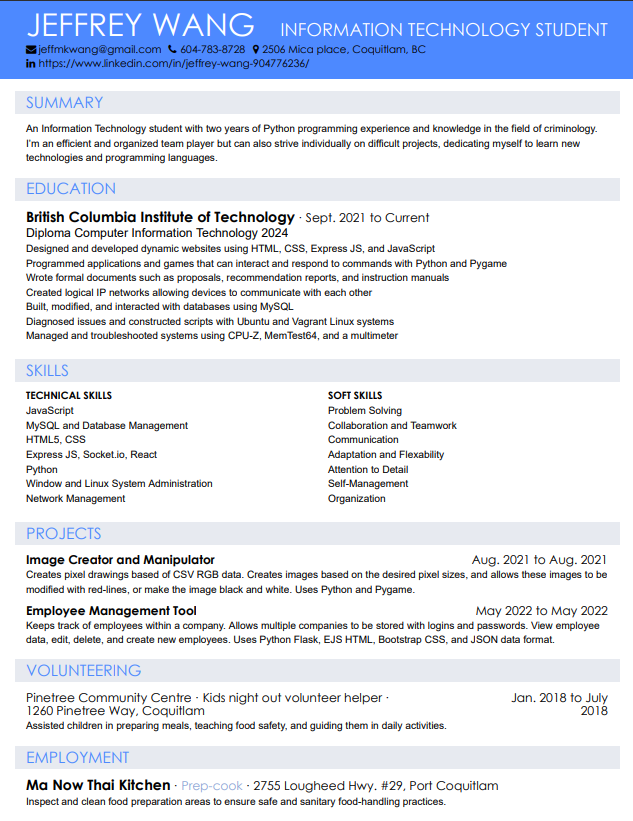 JEFFREY WANG INFORMATION TECHNOLOGY STUDENT
jeffmkwang@gmail.com 604-783-8728 2506 Mica place, Coquitlam, BC
https://www.linkedin.com/in/jeffrey-wang-904776236/
SUMMARY
An Information Technology student with two years of Python programming experience and knowledge in the field of criminology.
I'm an efficient and organized team player but can also strive individually on difficult projects, dedicating myself to learn new
technologies and programming languages.
EDUCATION
British Columbia Institute of Technology · Sept. 2021 to Current
Diploma Computer Information Technology 2024
Designed and developed dynamic websites using HTML, CSS, Express JS, and JavaScript
Programmed applications and games that can interact and respond to commands with Python and Pygame
Wrote formal documents such as proposals, recommendation reports, and instruction manuals
Created logical IP networks allowing devices to communicate with each other
Built, modified, and interacted with databases using MySQL
Diagnosed issues and constructed scripts with Ubuntu and Vagrant Linux systems
Managed and troubleshooted systems using CPU-Z, MemTest64, and a multimeter
SKILLS
TECHNICAL SKILLS
JavaScript
MySQL and Database Management
HTML5, CSS
Express JS, Socket.io, React
Python
Window and Linux System Administration
Network Management
SOFT SKILLS
Problem Solving
Collaboration and Teamwork
Communication
Adaptation and Flexability
Attention to Detail
Self-Management
Organization
PROJECTS
Image Creator and Manipulator Aug. 2021 to Aug. 2021
Creates pixel drawings based of CSV RGB data. Creates images based on the desired pixel sizes, and allows these images to be
modified with red-lines, or make the image black and white. Uses Python and Pygame.
Employee Management Tool May 2022 to May 2022
Keeps track of employees within a company. Allows multiple companies to be stored with logins and passwords. View employee
data, edit, delete, and create new employees. Uses Python Flask, EJS HTML, Bootstrap CSS, and JSON data format.
VOLUNTEERING
Pinetree Community Centre · Kids night out volunteer helper · Jan. 2018 to July
1260 Pinetree Way, Coquitlam 2018
Assisted children in preparing meals, teaching food safety, and guiding them in daily activities.
EMPLOYMENT
Ma Now Thai Kitchen · Prep-cook · 2755 Lougheed Hwy. #29, Port Coquitlam
Inspect and clean food preparation areas to ensure safe and sanitary food-handling practices.